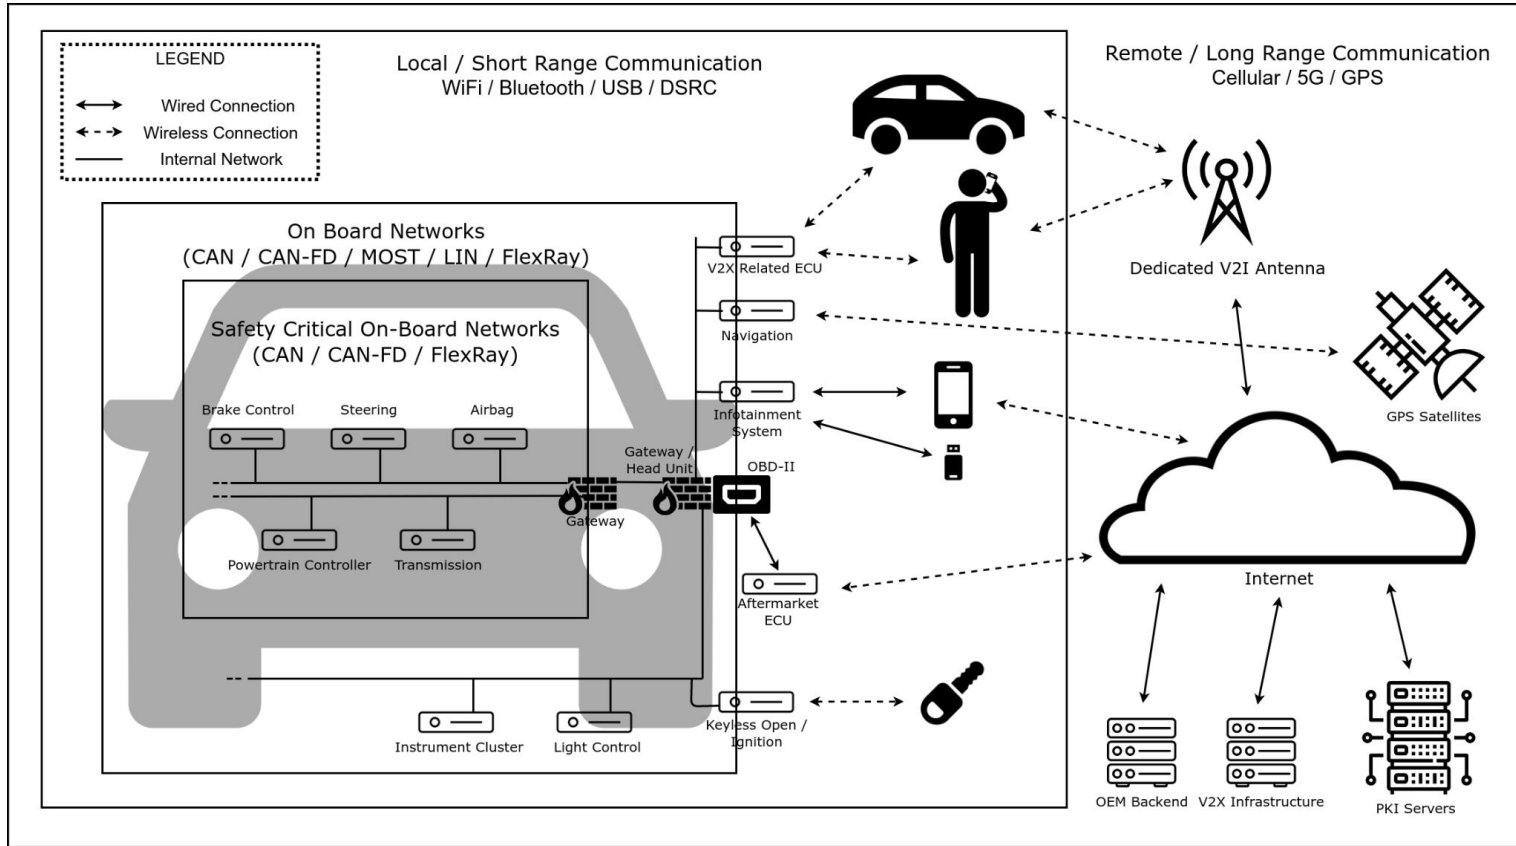 LEGEND
Wired Connection
Wireless Connection
Internal Network
Local / Short Range Communication
WiFi / Bluetooth / USB / DSRC
Remote / Long Range Communication
Cellular / 5G / GPS
On Board Networks
(CAN / CAN-FD / MOST / LIN / FlexRay)
Safety Critical On-Board Networks
(CAN / CAN-FD / FlexRay)
Brake Control
Steering
Airbag
Powertrain Controller
Transmission
Gateway
Gateway /
Head Unit
OBD-II
V2X Related ECU
Navigation
Infotainment
System
Aftermarket
ECU
Keyless Open /
Ignition
Instrument Cluster
Light Control
Dedicated V2I Antenna
GPS Satellites
Internet
OEM Backend
V2X Infrastructure
PKI Servers